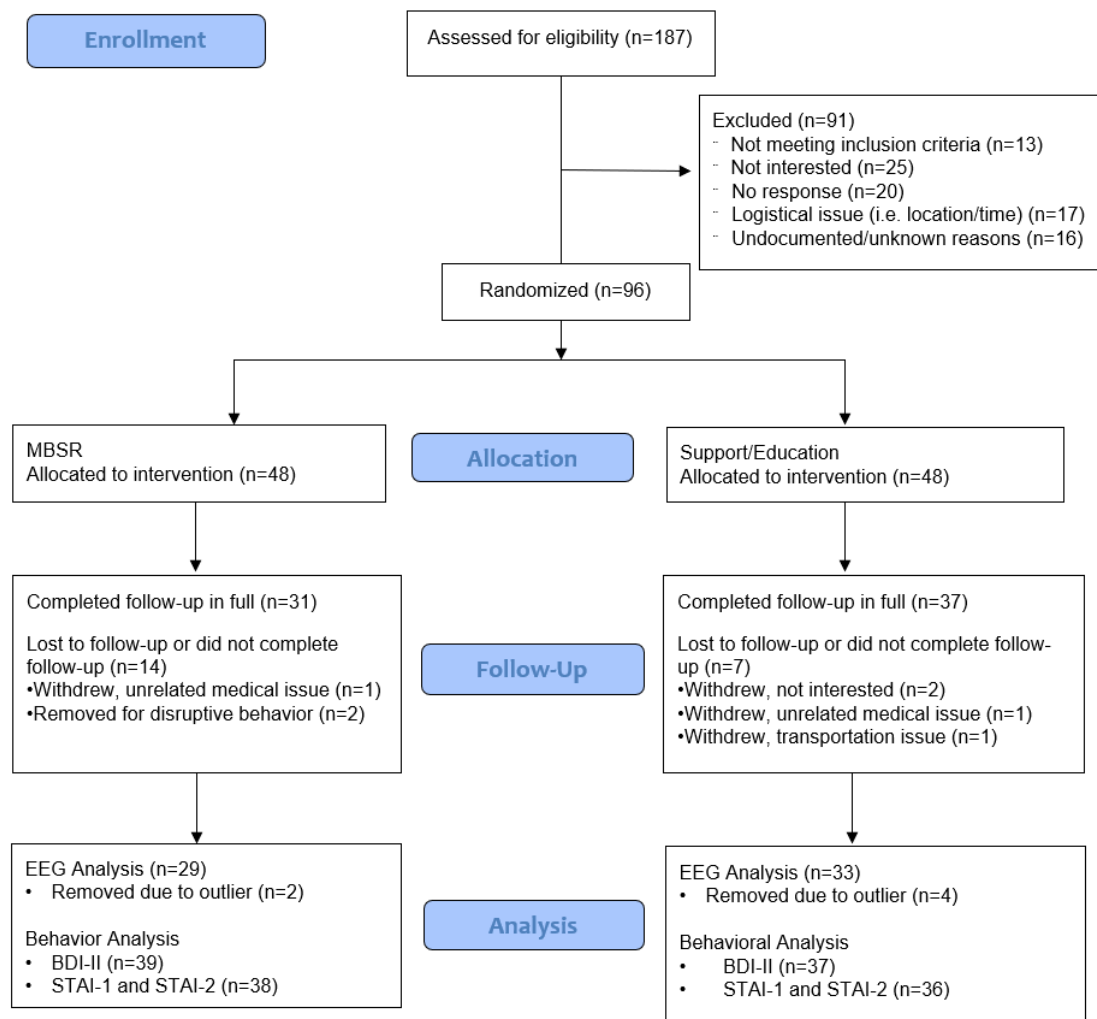 Enrollment
Assessed for eligibility (n=187)
Excluded (n=91)
¨ Not meeting inclusion criteria (n=13)
¨ Not interested (n=25)
¨ No response (n=20)
¨ Logistical issue (i.e. location/time) (n=17)
¨ Undocumented/unknown reasons (n=16)
Randomized (n=96)
MBSR
Allocated to intervention (n=48)
Allocation
Support/Education
Allocated to intervention (n=48)
Completed follow-up in full (n=31)
Lost to follow-up or did not complete
follow-up (n=14)
•Withdrew, unrelated medical issue (n=1)
•Removed for disruptive behavior (n=2)
Follow-Up
Completed follow-up in full (n=37)
Lost to follow-up or did not complete follow-
up (n=7)
•Withdrew, not interested (n=2)
•Withdrew, unrelated medical issue (n=1)
•Withdrew, transportation issue (n=1)
EEG Analysis (n=29)
• Removed due to outlier (n=2)
Behavior Analysis
• BDI-II (n=39)
• STAI-1 and STAI-2 (n=38)
Analysis
EEG Analysis (n=33)
• Removed due to outlier (n=4)
Behavioral Analysis
• BDI-II (n=37)
• STAI-1 and STAI-2 (n=36)